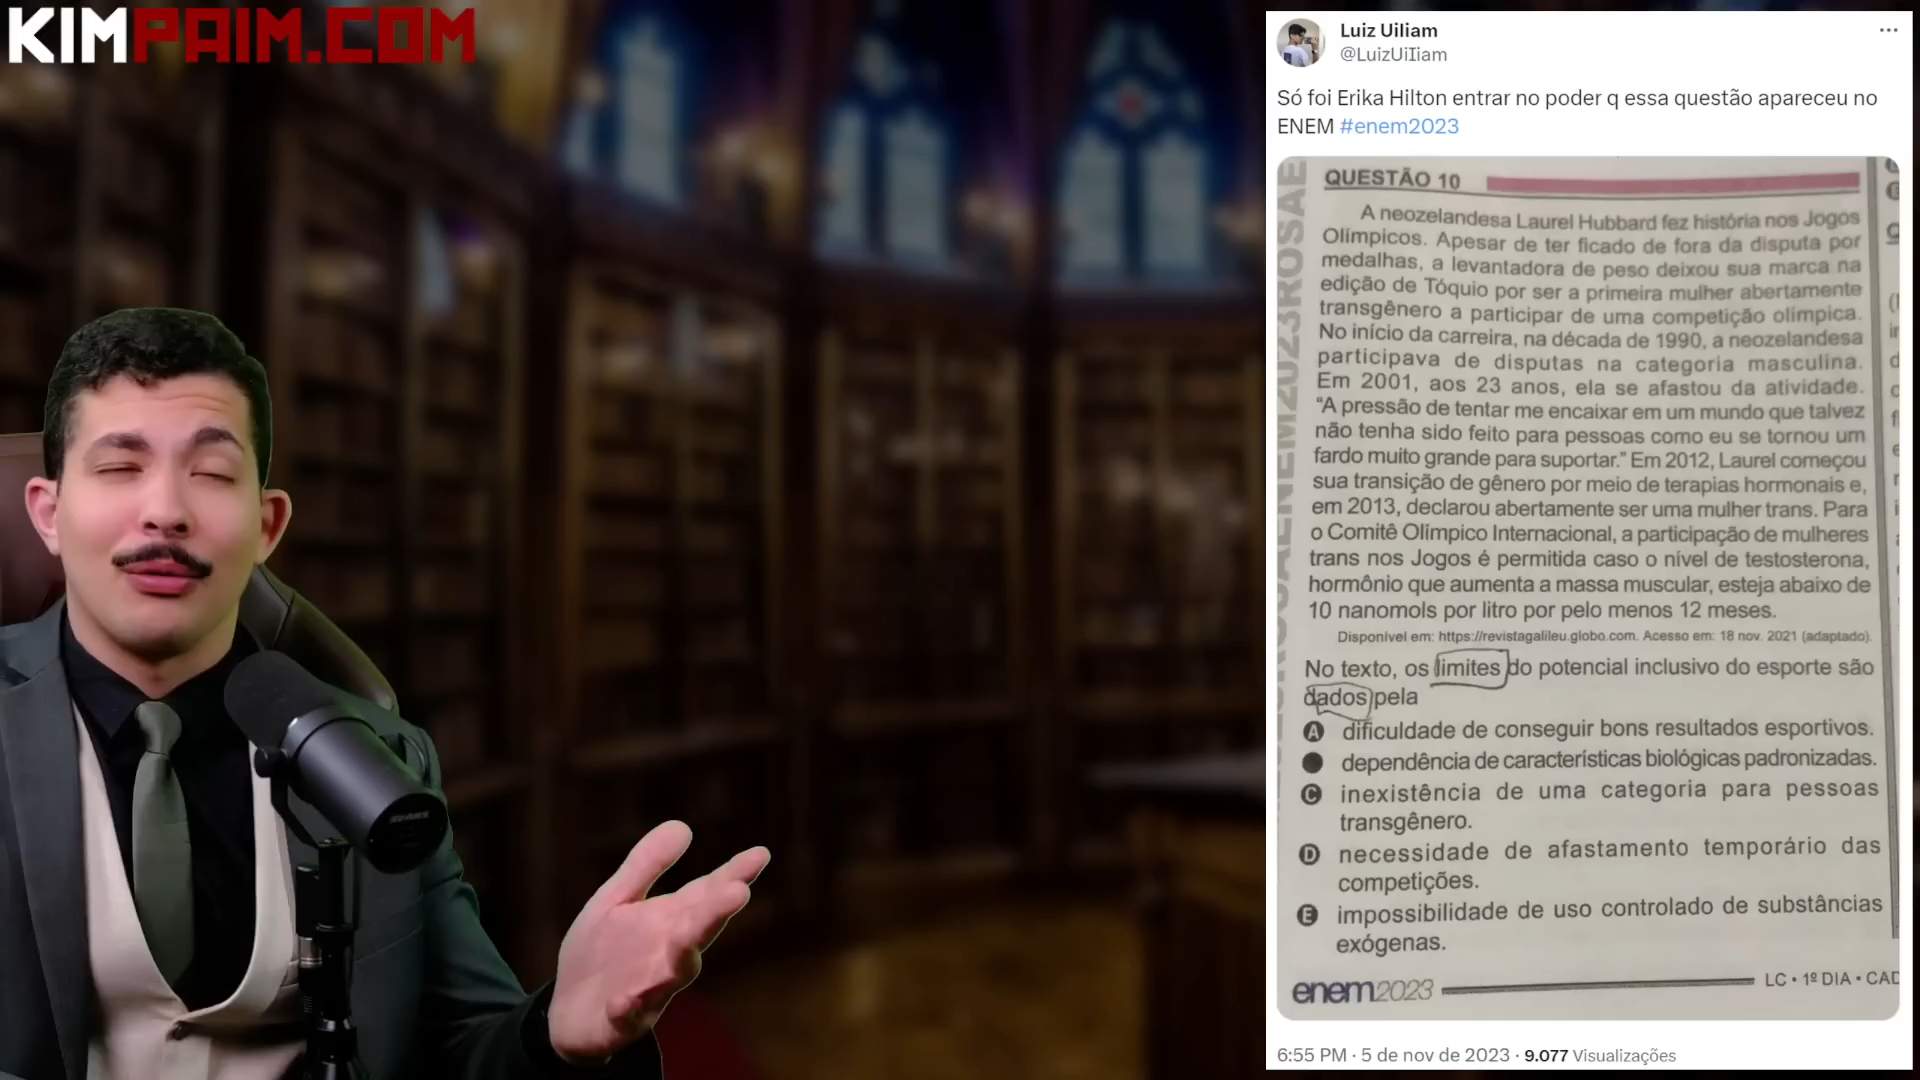 KIMPAIM.COM
Luiz Uiliam
@LuizUiIiam
Só foi Erika Hilton entrar no poder q essa questão apareceu no
ENEM #enem2023
QUESTÃO 10
A neozelandesa Laurel Hubbard fez história nos Jogos
Olímpicos. Apesar de ter ficado de fora da disputa por
medalhas, a levantadora de peso deixou sua marca na
edição de Tóquio por ser a primeira mulher abertamente
transgênero a participar de uma competição olímpica.
No início da carreira, na década de 1990, a neozelandesa
participava de disputas na categoria masculina.
Em 2001, aos 23 anos, ela se afastou da atividade.
“A pressão de tentar me encaixar em um mundo que talvez
não tenha sido feito para pessoas como eu se tornou um
fardo muito grande para suportar.” Em 2012, Laurel começou
sua transição de gênero por meio de terapias hormonais e,
em 2013, declarou abertamente ser uma mulher trans. Para
o Comitê Olímpico Internacional, a participação de mulheres
trans nos Jogos é permitida caso o nível de testosterona,
hormônio que aumenta a massa muscular, esteja abaixo de
10 nanomols por litro por pelo menos 12 meses.
Disponível em: https://revistagalileu.globo.com. Acesso em: 18 nov. 2021 (adaptado).
No texto, os limites do potencial inclusivo do esporte são
dados pela
A dificuldade de conseguir bons resultados esportivos.
dependência de características biológicas padronizadas.
C inexistência de uma categoria para pessoas
transgênero.
D necessidade de afastamento temporário das
competições.
E impossibilidade de uso controlado de substâncias
exógenas.
enem2023
LC • 1º DIA • CAD
6:55 PM · 5 de nov de 2023 · 9.077 Visualizações